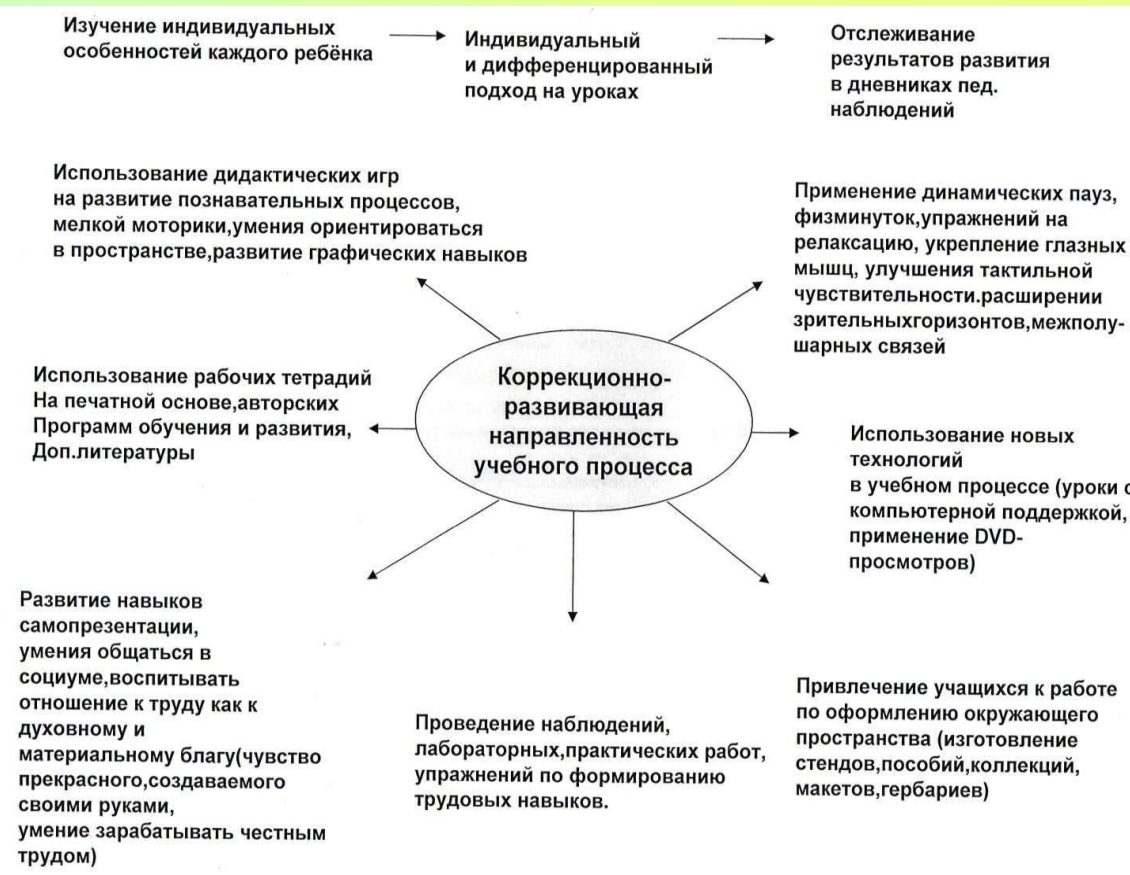 Изучение индивидуальных
особенностей каждого ребёнка
Индивидуальный
и дифференцированный
подход на уроках
Отслеживание
результатов развития
в дневниках пед.
наблюдений
Использование дидактических игр
на развитие познавательных процессов,
мелкой моторики,умения ориентироваться
в пространстве,развитие графических навыков
Применение динамических пауз,
физминуток,упражнений на
релаксацию, укрепление глазных
мышц, улучшения тактильной
чувствительности.расширении
зрительныхгоризонтов,межполу-
шарных связей
Использование рабочих тетрадий
На печатной основе,авторских
Программ обучения и развития,
Доп.литературы
Коррекционно-
развивающая
направленность
учебного процесса
Использование новых
технологий
в учебном процессе (уроки с
компьютерной поддержкой,
применение DVD-
просмотров)
Развитие навыков
самопрезентации,
умения общаться в
социуме,воспитывать
отношение к труду как к
духовному и
материальному благу(чувство
прекрасного,создаваемого
своими руками,
умение зарабатывать честным
трудом)
Проведение наблюдений,
лабораторных,практических работ,
упражнений по формированию
трудовых навыков.
Привлечение учащихся к работе
по оформлению окружающего
пространства (изготовление
стендов,пособий,коллекций,
макетов,гербариев)